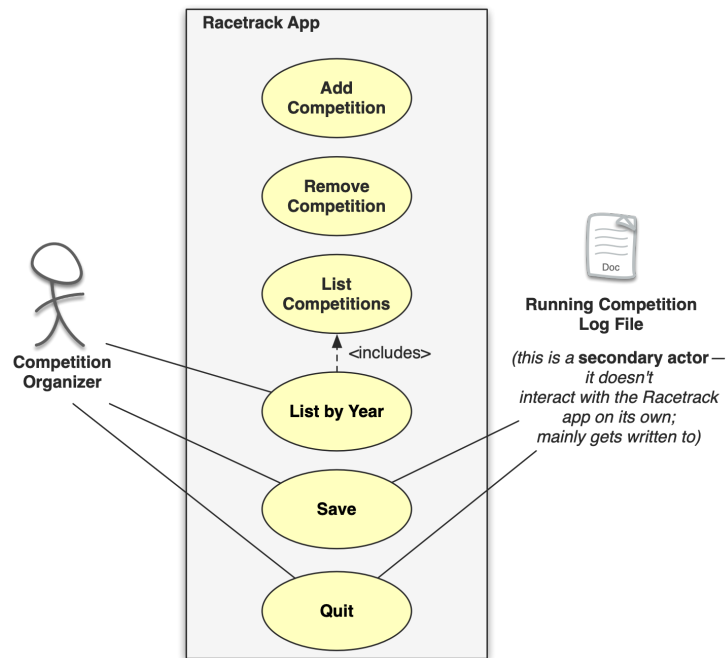 Racetrack App
Add
Competition
Remove
Competition
List
Competitions
<includes>
List by Year
Save
Quit
Competition
Organizer
Doc
Running Competition
Log File
(this is a secondary actor—
it doesn't
interact with the Racetrack
app on its own;
mainly gets written to)